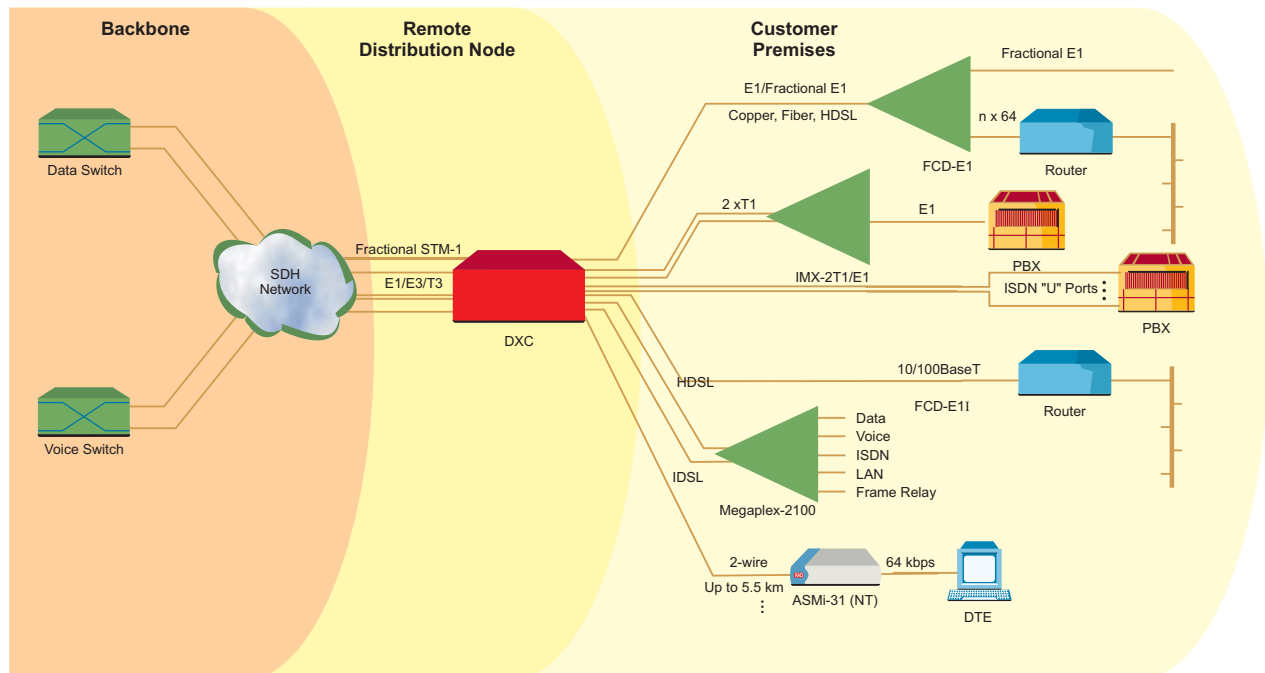 Backbone
Remote
Distribution Node
Customer
Premises
Data Switch
SDH
Network
Voice Switch
Fractional STM-1
E1/E3/T3
DXC
E1/Fractional E1
Copper, Fiber, HDSL
Fractional E1
n x 64
FCD-E1
Router
2 xT1
E1
PBX
IMX-2T1/E1
ISDN "U" Ports
PBX
HDSL
10/100BaseT
FCD-E1I
Router
IDSL
Data
Voice
ISDN
LAN
Frame Relay
Megaplex-2100
2-wire
Up to 5.5 km
RAD
64 kbps
ASMi-31 (NT)
DTE